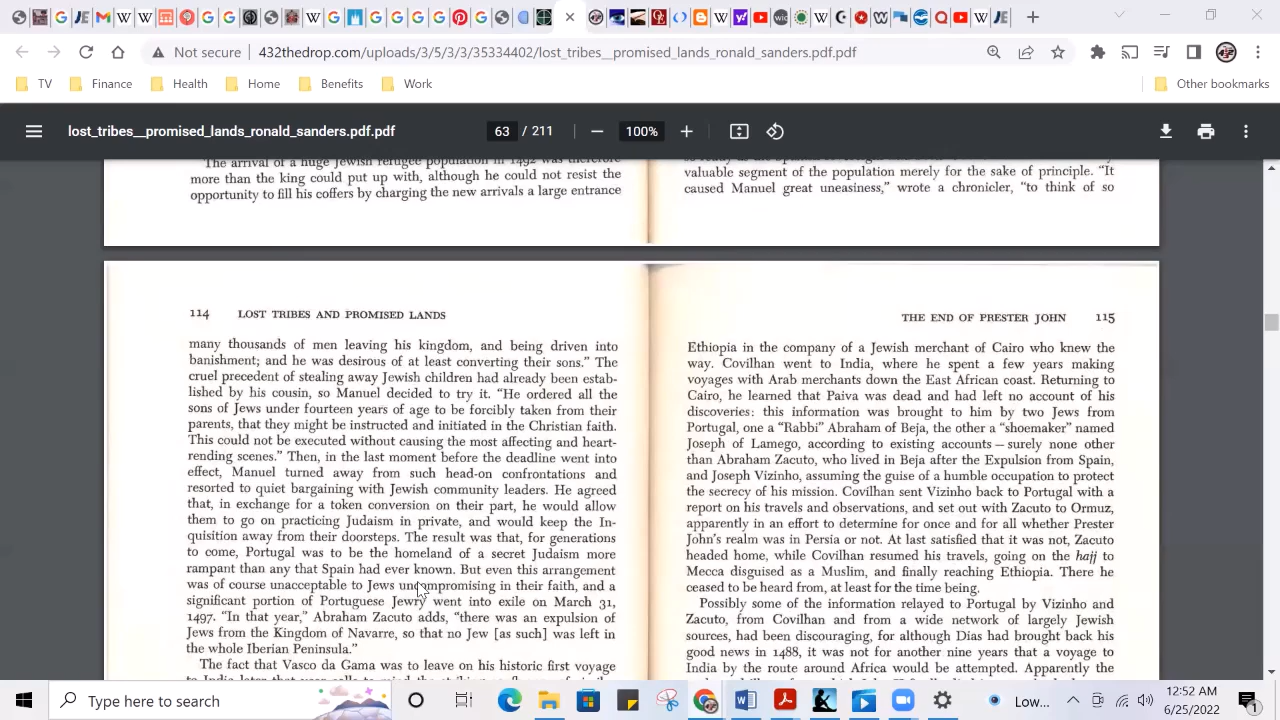 Not secure
432thedrop.com/uploads/3/5/3/3/35334402/lost_tribes__promised_lands_ronald_sanders.pdf.pdf
TV
Finance
Health
Home
Benefits
Work
Other bookmarks
lost_tribes__promised_lands_ronald_sanders.pdf.pdf
63 / 211
100%
The arrival of a huge Jewish refugee population in 1492 was therefore
more than the king could put up with, although he could not resist the
opportunity to fill his coffers by charging the new arrivals a large entrance
valuable segment of the population merely for the sake of principle. "It
caused Manuel great uneasiness," wrote a chronicler, "to think of so
114 LOST TRIBES AND PROMISED LANDS
many thousands of men leaving his kingdom, and being driven into
banishment; and he was desirous of at least converting their sons." The
cruel precedent of stealing away Jewish children had already been estab-
lished by his cousin, so Manuel decided to try it. "He ordered all the
sons of Jews under fourteen years of age to be forcibly taken from their
parents, that they might be instructed and initiated in the Christian faith.
This could not be executed without causing the most affecting and heart-
rending scenes." Then, in the last moment before the deadline went into
effect, Manuel turned away from such head-on confrontations and
resorted to quiet bargaining with Jewish community leaders. He agreed
that, in exchange for a token conversion on their part, he would allow
them to go on practicing Judaism in private, and would keep the In-
quisition away from their doorsteps. The result was that, for generations
to come, Portugal was to be the homeland of a secret Judaism more
rampant than any that Spain had ever known. But even this arrangement
was of course unacceptable to Jews uncompromising in their faith, and a
significant portion of Portuguese Jewry went into exile on March 31,
1497. "In that year," Abraham Zacuto adds, "there was an expulsion of
Jews from the Kingdom of Navarre, so that no Jew [as such] was left in
the whole Iberian Peninsula."
The fact that Vasco da Gama was to leave on his historic first voyage
THE END OF PRESTER JOHN 115
Ethiopia in the company of a Jewish merchant of Cairo who knew the
way. Covilhan went to India, where he spent a few years making
voyages with Arab merchants down the East African coast. Returning to
Cairo, he learned that Paiva was dead and had left no account of his
discoveries: this information was brought to him by two Jews from
Portugal, one a "Rabbi" Abraham of Beja, the other a "shoemaker" named
Joseph of Lamego, according to existing accounts – surely none other
than Abraham Zacuto, who lived in Beja after the Expulsion from Spain,
and Joseph Vizinho, assuming the guise of a humble occupation to protect
the secrecy of his mission. Covilhan sent Vizinho back to Portugal with a
report on his travels and observations, and set out with Zacuto to Ormuz,
apparently in an effort to determine for once and for all whether Prester
John's realm was in Persia or not. At last satisfied that it was not, Zacuto
headed home, while Covilhan resumed his travels, going on the hajj to
Mecca disguised as a Muslim, and finally reaching Ethiopia. There he
ceased to be heard from, at least for the time being.
Possibly some of the information relayed to Portugal by Vizinho and
Zacuto, from Covilhan and from a wide network of largely Jewish
sources, had been discouraging, for although Dias had brought back his
good news in 1488, it was not for another nine years that a voyage to
India by the route around Africa would be attempted. Apparently the
Type here to search
Low...
12:52 AM
6/25/2022